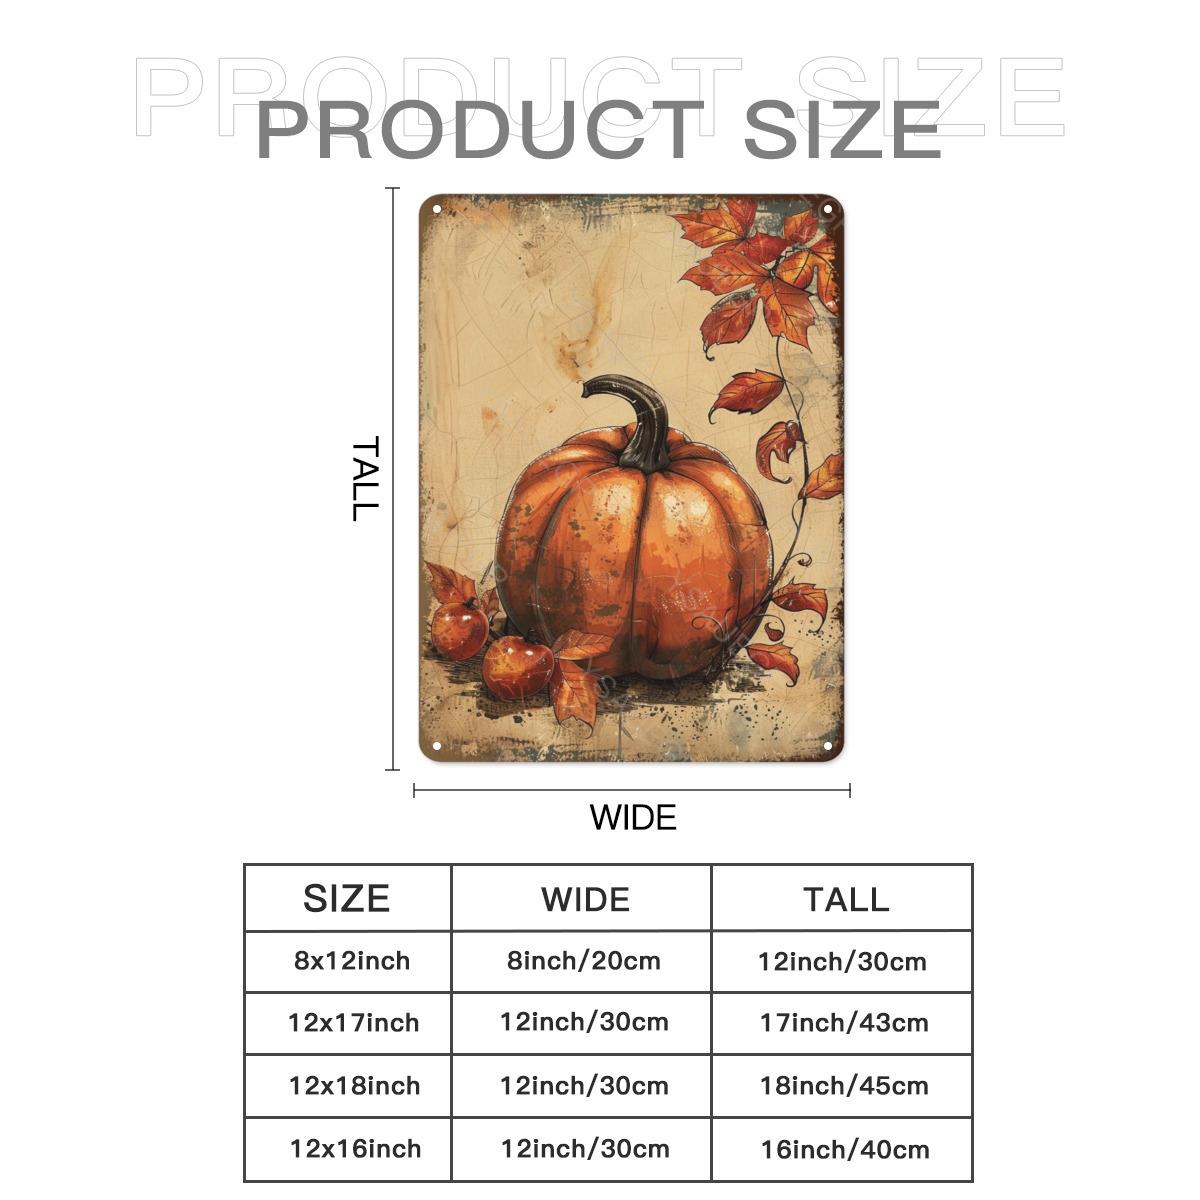 PRODUCT SIZE
PRODUCT SIZE
TALL
WIDE
SIZE WIDE TALL
8x12inch 8inch/20cm 12inch/30cm
12x17inch 12inch/30cm 17inch/43cm
12x18inch 12inch/30cm 18inch/45cm
12x16inch 12inch/30cm 16inch/40cm